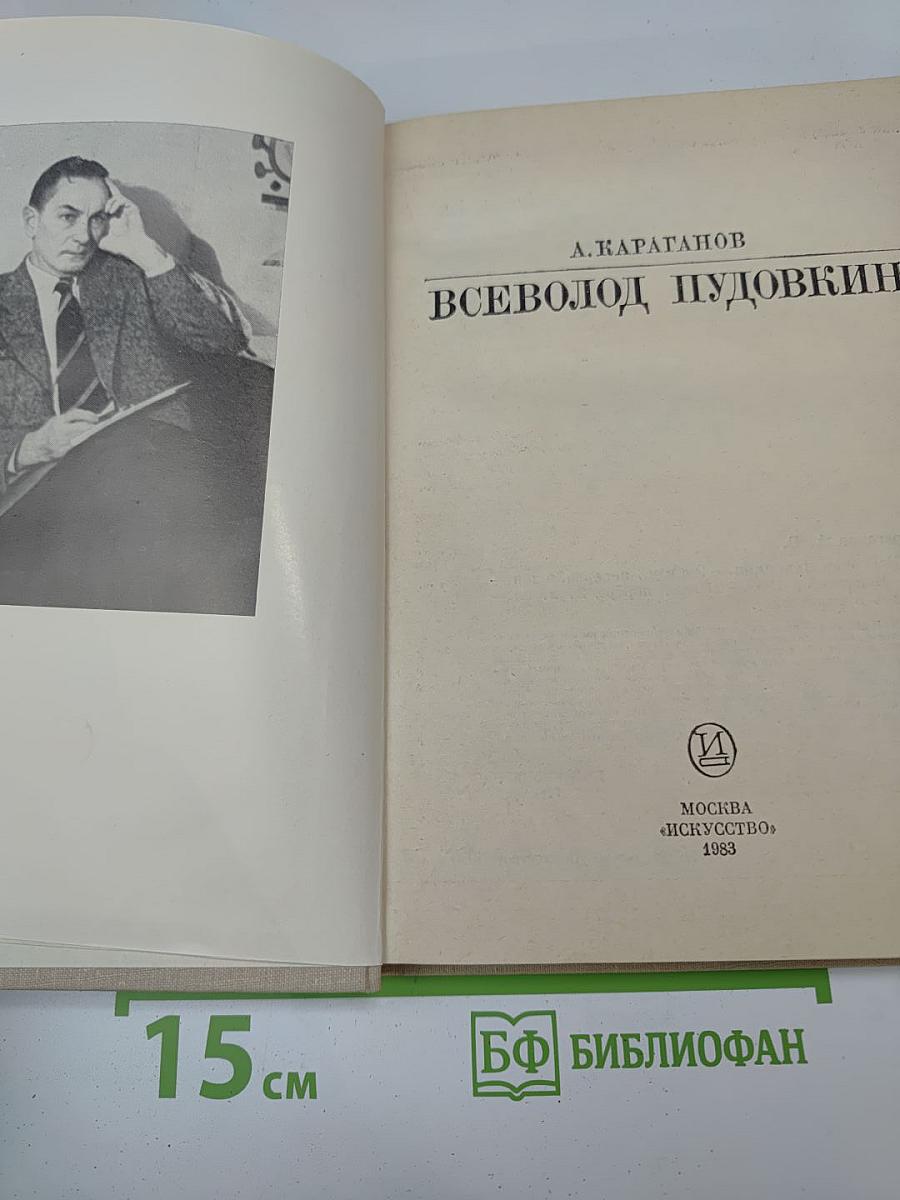 А. КАРАГАНОВ
ВСЕВОЛОД ПУДОВКИН
И
МОСКВА
«ИСКУССТВО»
1983
15 см
БФ БИБЛИОФАН